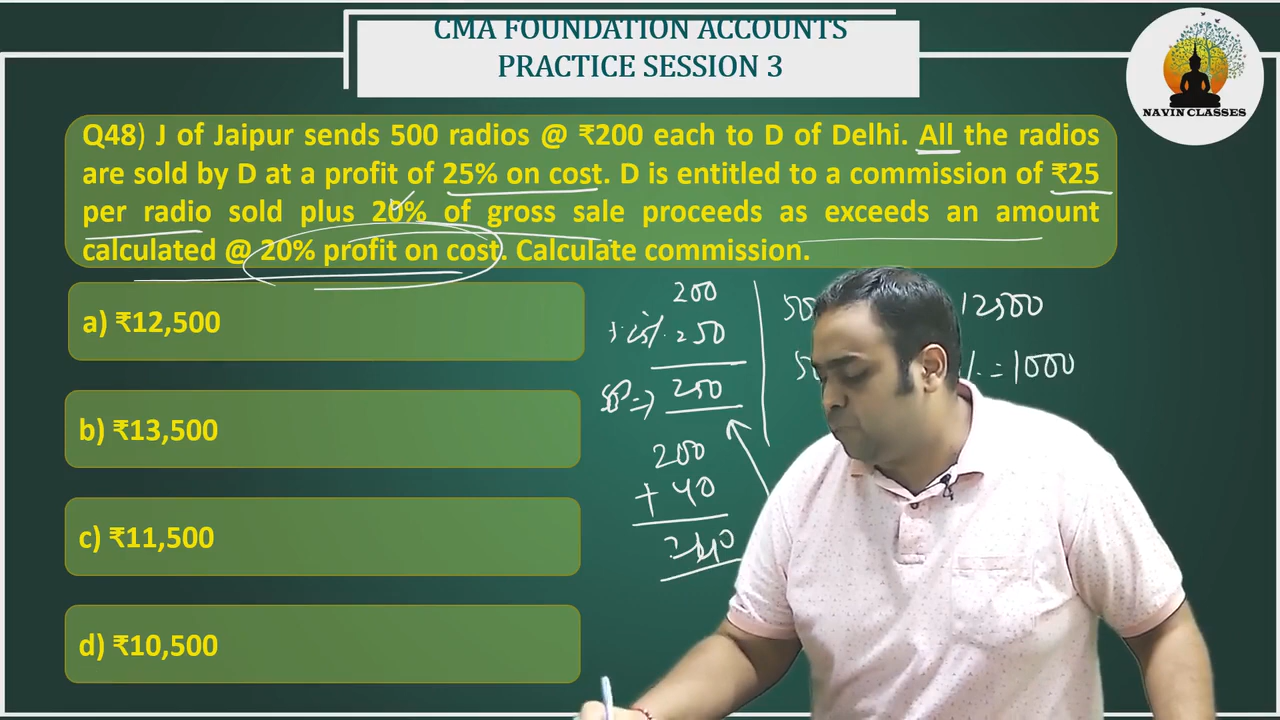 CMA FOUNDATION ACCOUNTS
PRACTICE SESSION 3
NAVIN CLASSES
Q48) J of Jaipur sends 500 radios @ ₹200 each to D of Delhi. All the radios
are sold by D at a profit of 25% on cost. D is entitled to a commission of ₹25
per radio sold plus 20% of gross sale proceeds as exceeds an amount
calculated @ 20% profit on cost. Calculate commission.
a) ₹12,500
b) ₹13,500
c) ₹11,500
d) ₹10,500
200
250
250
200
+ 40
240
12500
= 1000